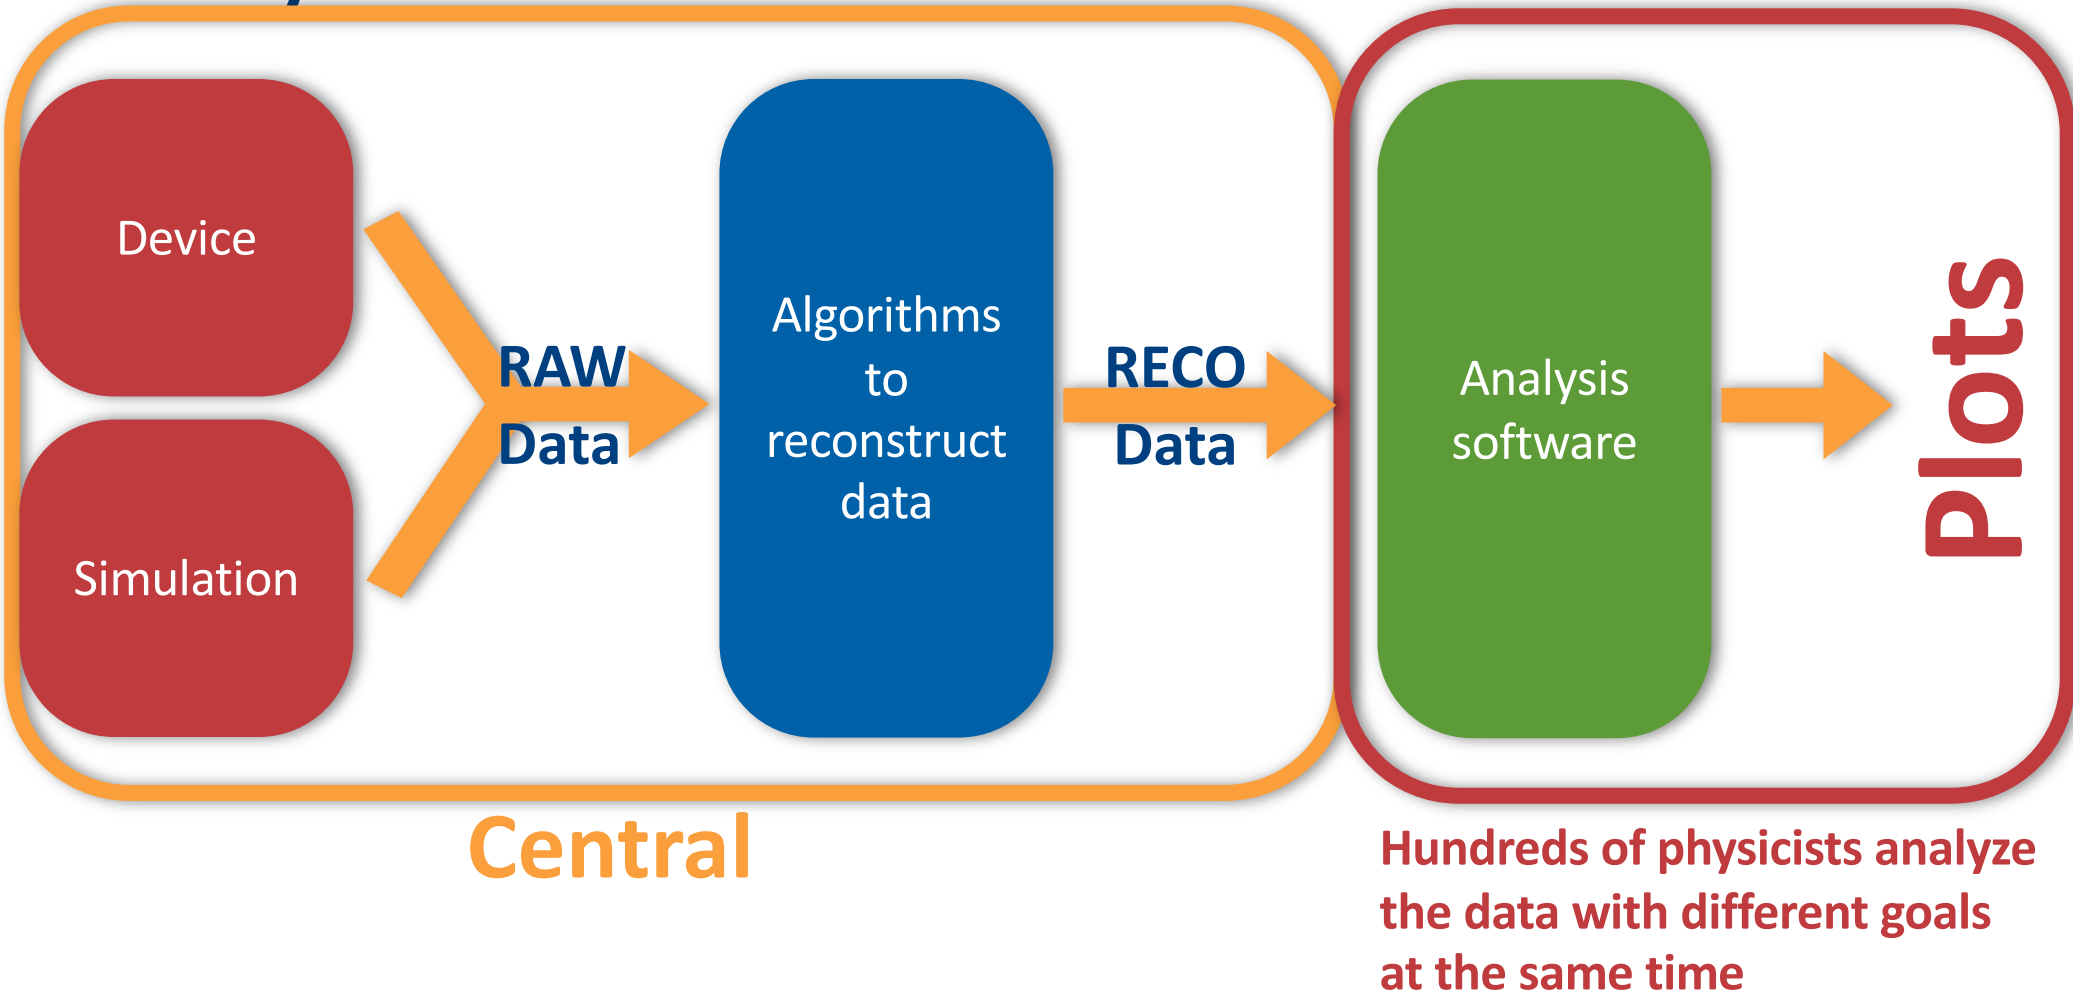 Device
Simulation
RAW
Data
Algorithms
to
reconstruct
data
RECO
Data
Analysis
software
Plots
Central
Hundreds of physicists analyze
the data with different goals
at the same time